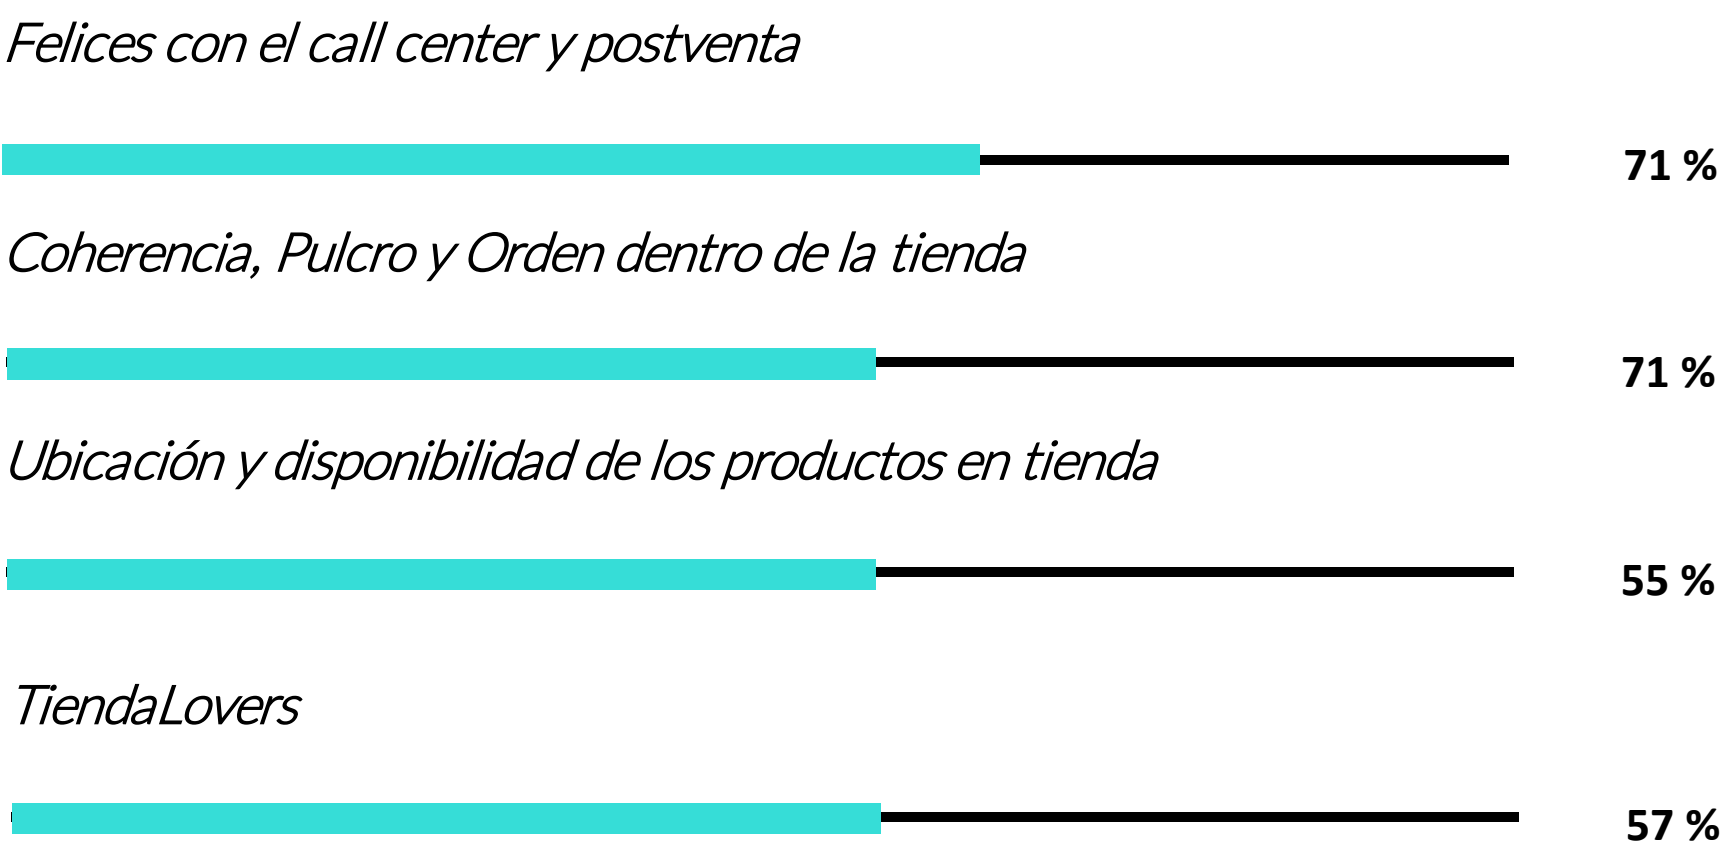 Felices con el call center y postventa
71 %
Coherencia, Pulcro y Orden dentro de la tienda
71 %
Ubicación y disponibilidad de los productos en tienda
55 %
TiendaLovers
57 %